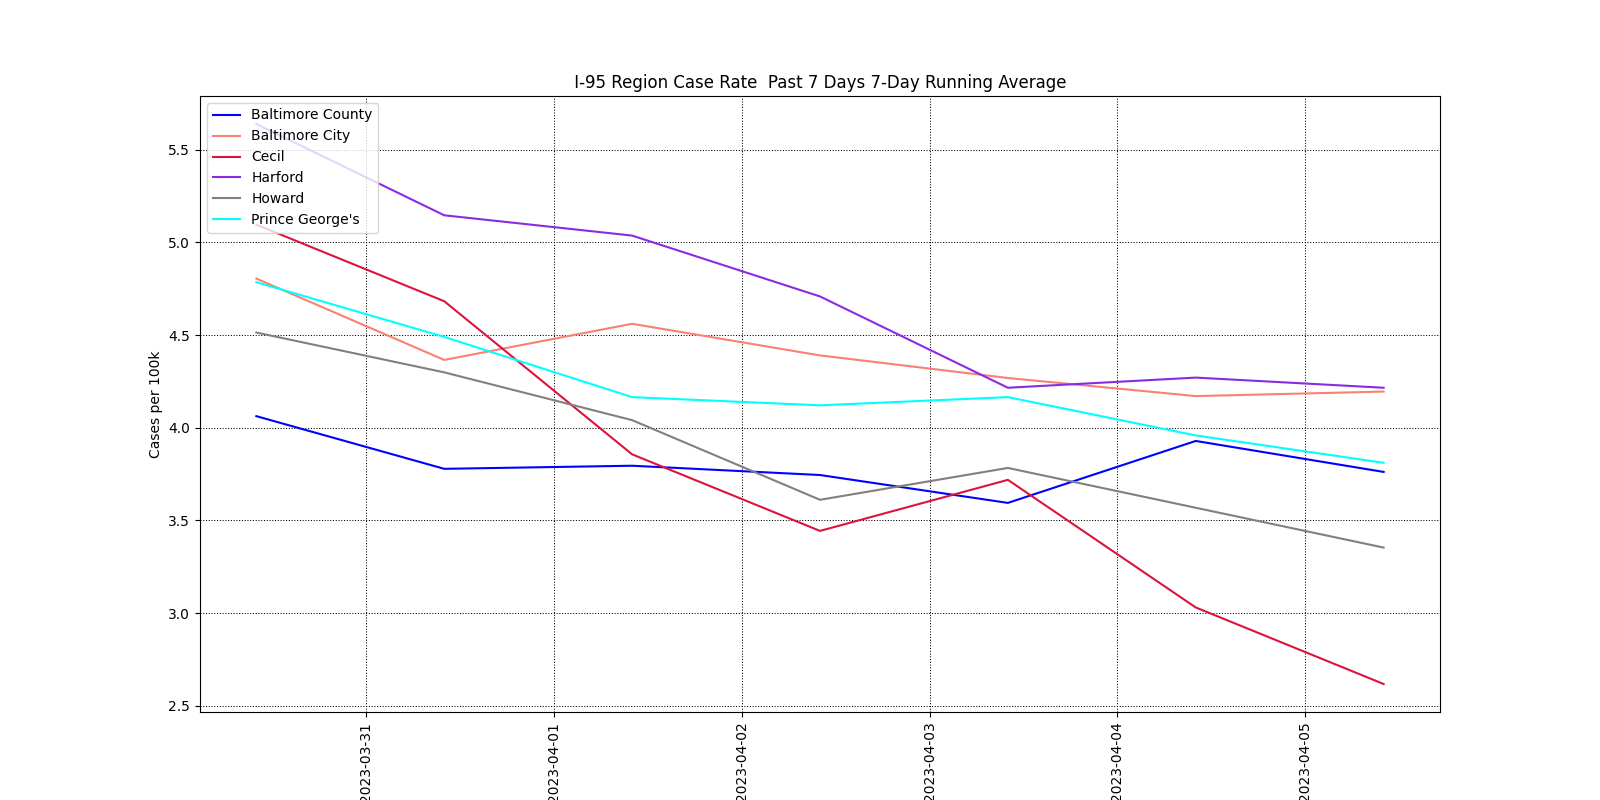 I-95 Region Case Rate  Past 7 Days 7-Day Running Average
Baltimore County
Baltimore City
Cecil
Harford
Howard
Prince George's
Cases per 100k
5.5
5.0
4.5
4.0
3.5
3.0
2.5
2023-03-31
2023-04-01
2023-04-02
2023-04-03
2023-04-04
2023-04-05